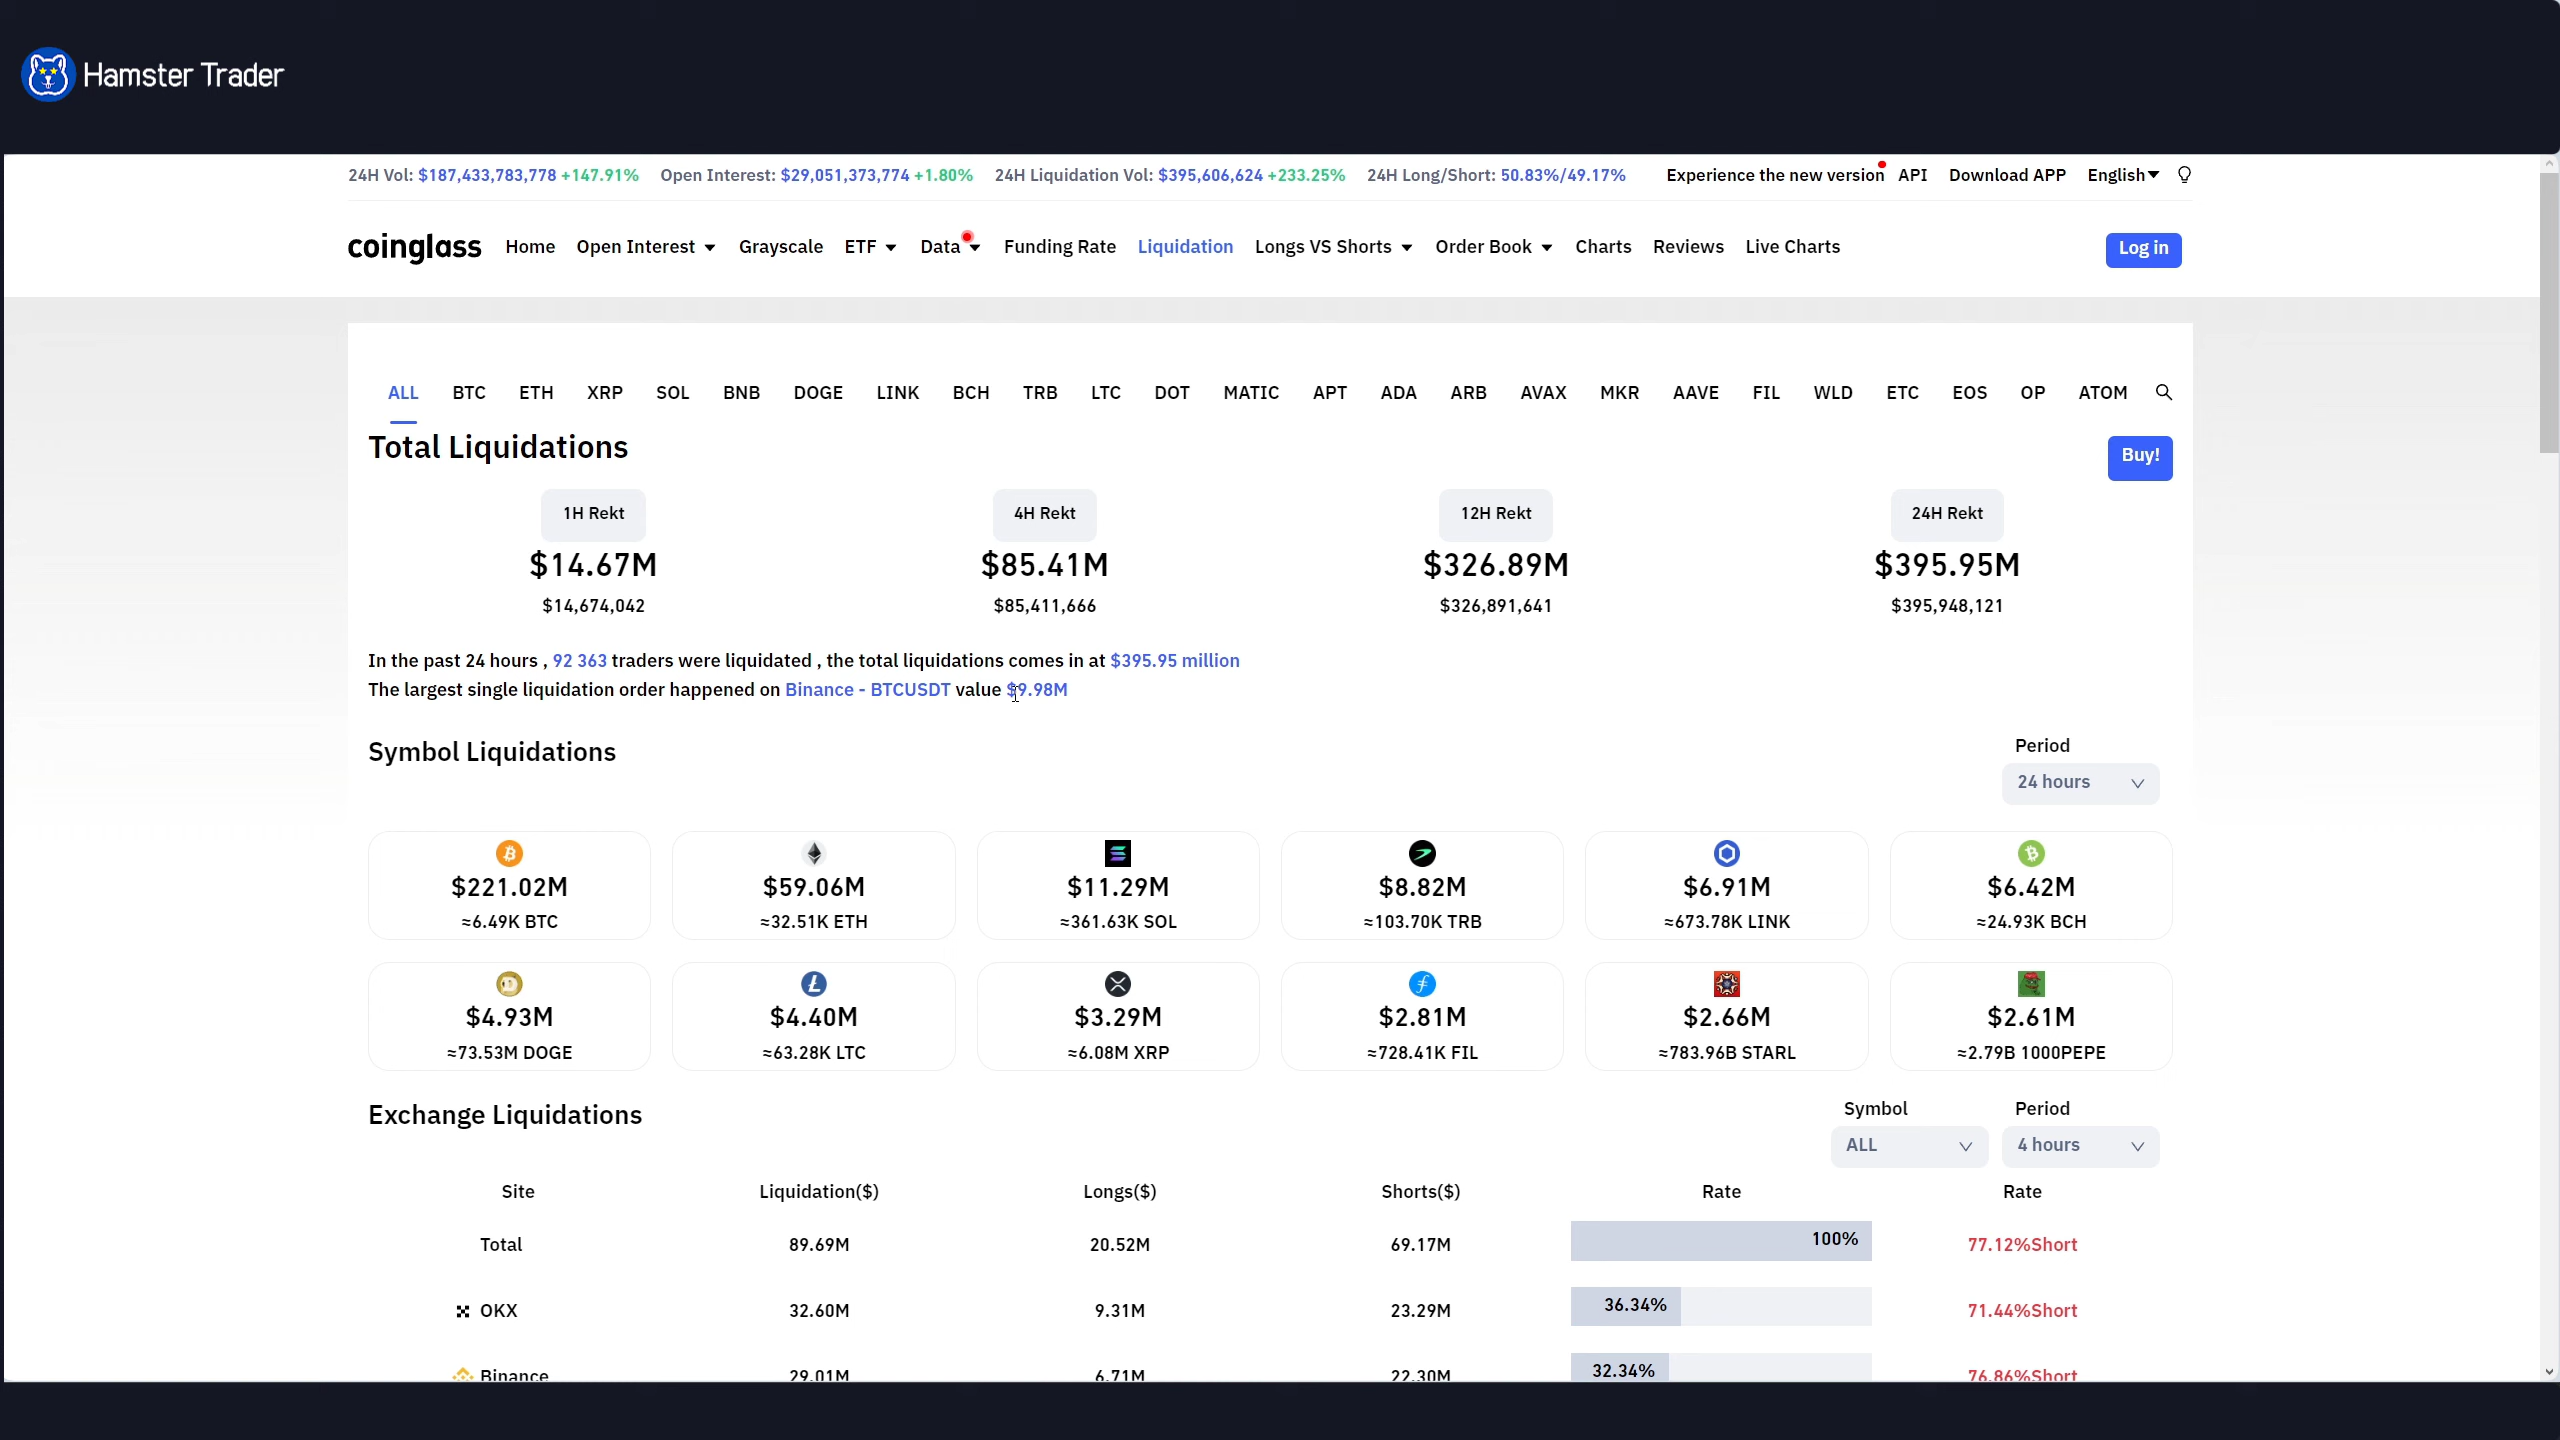 Hamster Trader
24H Vol: $187,433,783,778 +147.91% Open Interest: $29,051,373,774 +1.80% 24H Liquidation Vol: $395,606,624 +233.25% 24H Long/Short: 50.83%/49.17% Experience the new version API Download APP English
coinglass Home Open Interest Grayscale ETF Data Funding Rate Liquidation Longs VS Shorts Order Book Charts Reviews Live Charts Log in
ALL BTC ETH XRP SOL BNB DOGE LINK BCH TRB LTC DOT MATIC APT ADA ARB AVAX MKR AAVE FIL WLD ETC EOS OP ATOM
Total Liquidations
Buy!
1H Rekt 4H Rekt 12H Rekt 24H Rekt
$14.67M $85.41M $326.89M $395.95M
$14,674,042 $85,411,666 $326,891,641 $395,948,121
In the past 24 hours , 92 363 traders were liquidated , the total liquidations comes in at $395.95 million
The largest single liquidation order happened on Binance - BTCUSDT value $9.98M
Symbol Liquidations
Period
24 hours
$221.02M $59.06M $11.29M $8.82M $6.91M $6.42M
≈6.49K BTC ≈32.51K ETH ≈361.63K SOL ≈103.70K TRB ≈673.78K LINK ≈24.93K BCH
$4.93M $4.40M $3.29M $2.81M $2.66M $2.61M
≈73.53M DOGE ≈63.28K LTC ≈6.08M XRP ≈728.41K FIL ≈783.96B STARL ≈2.79B 1000PEPE
Exchange Liquidations
Symbol Period
ALL 4 hours
Site Liquidation($) Longs($) Shorts($) Rate Rate
Total 89.69M 20.52M 69.17M 100% 77.12%Short
OKX 32.60M 9.31M 23.29M 36.34% 71.44%Short
Binance 29.01M 6.71M 22.30M 32.34% 76.86%Short